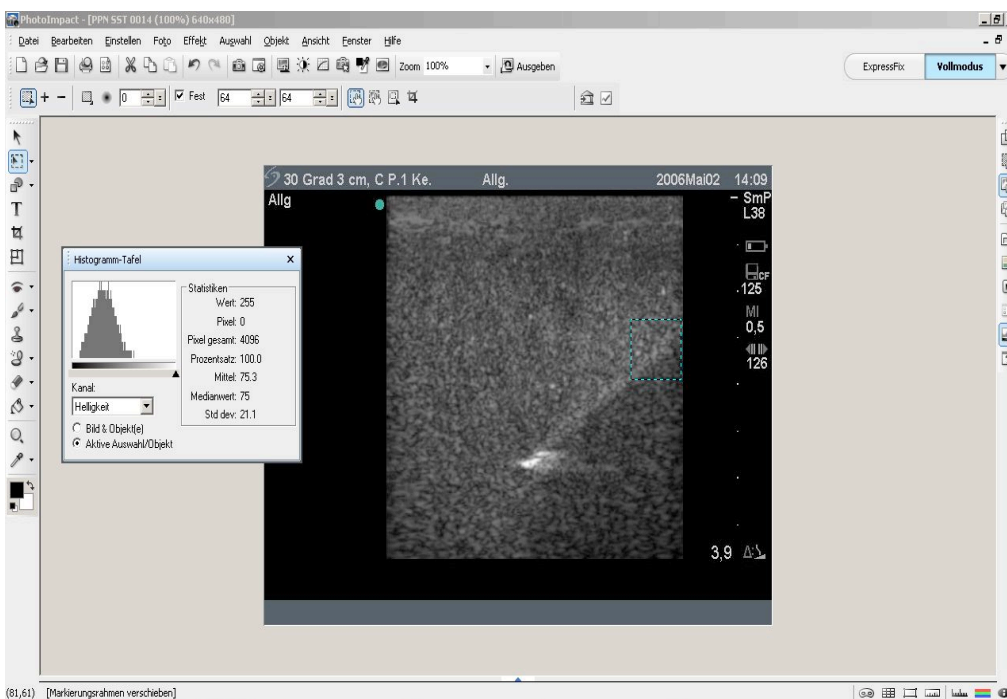 PhotoImpact - [PPN SST 0014 (100%) 640x480]
Datei Bearbeiten Einstellen Foto Effekt Auswahl Objekt Ansicht Fenster Hilfe
Zoom 100% Ausgeben ExpressFix Vollmodus
0 Fest 64 64
T
30 Grad 3 cm, C P.1 Ke. Allg. 2006Mai02 14:09
Allg
SmP
L38
CF
125
MI
0,5
126
3,9
Histogramm-Tafel
Statistiken
Wert: 255
Pixel: 0
Pixel gesamt: 4096
Prozentsatz: 100.0
Mittel: 75.3
Medianwert: 75
Std dev: 21.1
Kanal:
Helligkeit
Bild & Objekt(e)
Aktive Auswahl/Objekt
(81,61) [Markierungsrahmen verschieben]